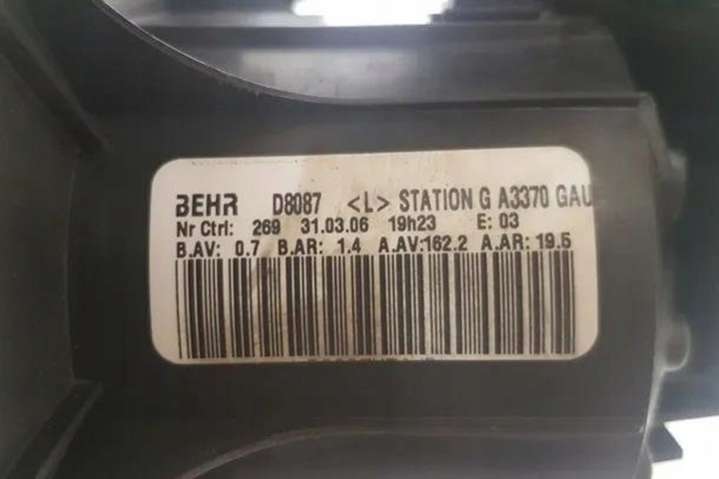 BEHR D8087 <L> STATION G A3370 GAU
Nr Ctrl: 269 31.03.06 19h23 E: 03
B.AV: 0.7 B.AR: 1.4 A.AV:162.2 A.AR: 19.5